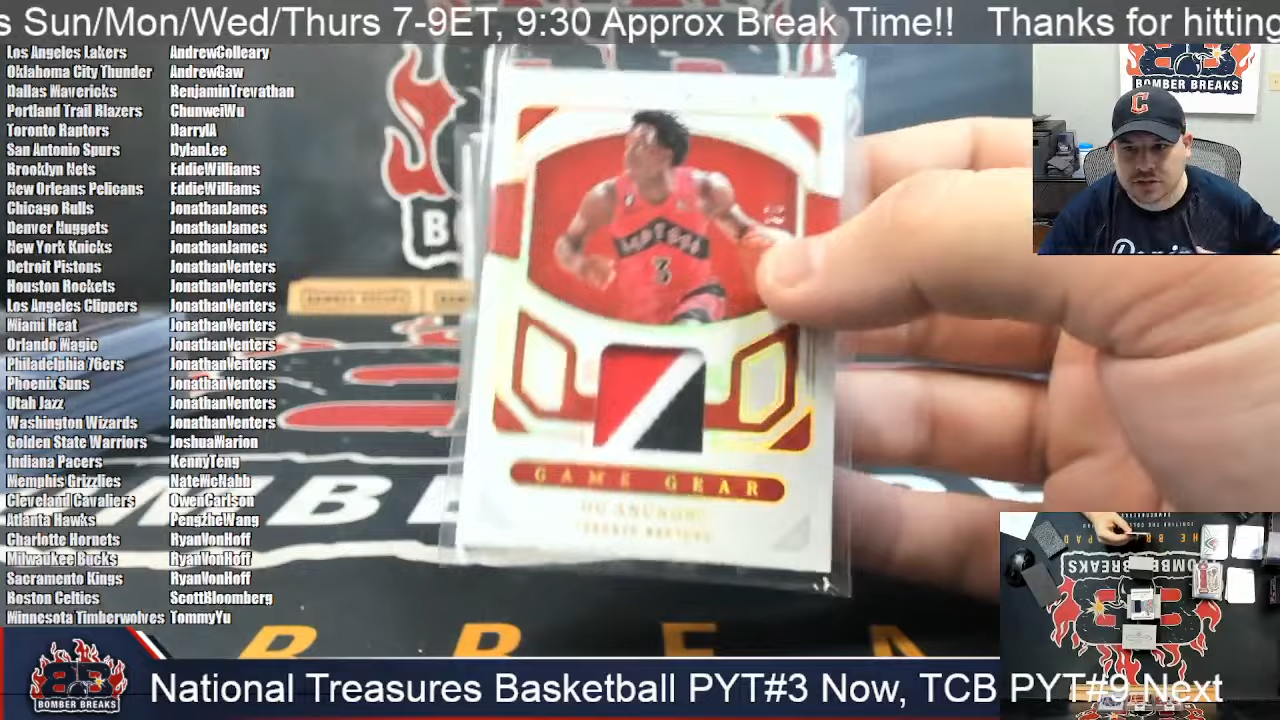 s Sun/Mon/Wed/Thurs 7-9ET, 9:30 Approx Break Time!! Thanks for hitting
Los Angeles Lakers AndrewColleary
Oklahoma City Thunder AndrewGaw
Dallas Mavericks BenjaminTrevathan
Portland Trail Blazers ChunweiWu
Toronto Raptors DarrylA
San Antonio Spurs DylanLee
Brooklyn Nets EddieWilliams
New Orleans Pelicans EddieWilliams
Chicago Bulls JonathanJames
Denver Nuggets JonathanJames
New York Knicks JonathanJames
Detroit Pistons JonathanVenters
Houston Rockets JonathanVenters
Los Angeles Clippers JonathanVenters
Miami Heat JonathanVenters
Orlando Magic JonathanVenters
Philadelphia 76ers JonathanVenters
Phoenix Suns JonathanVenters
Utah Jazz JonathanVenters
Washington Wizards JonathanVenters
Golden State Warriors JoshuaMarion
Indiana Pacers KennyTeng
Memphis Grizzlies NateMcNabb
Cleveland Cavaliers OwenCarlson
Atlanta Hawks PengzheWang
Charlotte Hornets RyanVonHoff
Milwaukee Bucks RyanVonHoff
Sacramento Kings RyanVonHoff
Boston Celtics ScottBloomberg
Minnesota Timberwolves TommyYu
BOMBER BREAKS
C
RAPTORS
3
GAME GEAR
OG ANUNOBY
TORONTO RAPTORS
BOMBER BREAKS
National Treasures Basketball PYT#3 Now, TCB PYT#9 Next